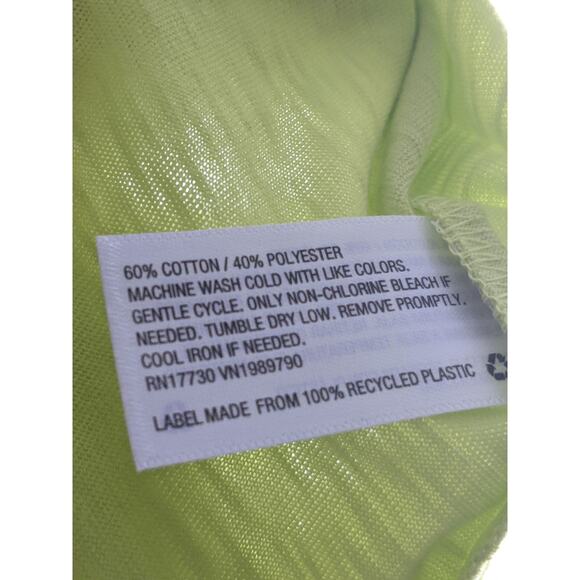 60% COTTON / 40% POLYESTER
MACHINE WASH COLD WITH LIKE COLORS.
GENTLE CYCLE. ONLY NON-CHLORINE BLEACH IF
NEEDED. TUMBLE DRY LOW. REMOVE PROMPTLY.
COOL IRON IF NEEDED.
RN17730 VN1989790
LABEL MADE FROM 100% RECYCLED PLASTIC